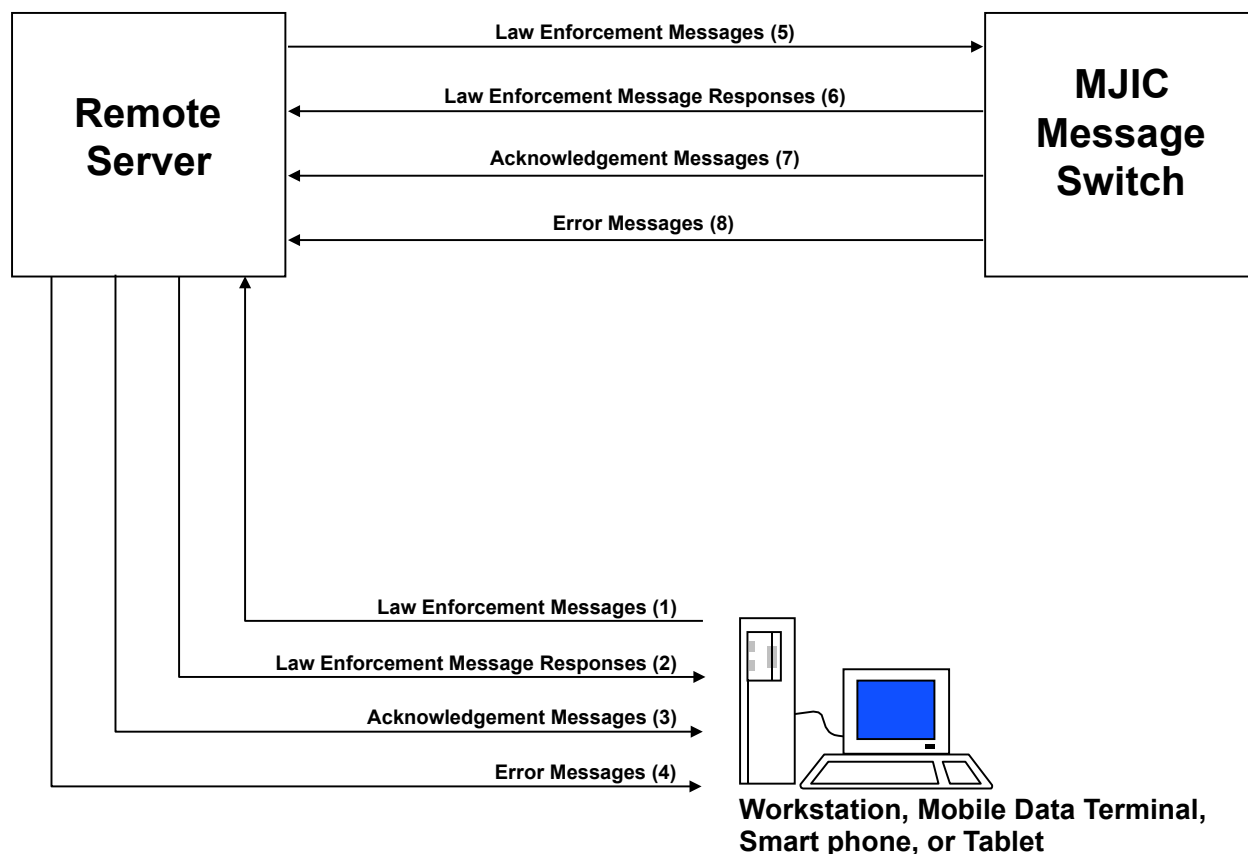 Remote
Server
Law Enforcement Messages (5)
Law Enforcement Message Responses (6)
Acknowledgement Messages (7)
Error Messages (8)
MJIC
Message
Switch
Law Enforcement Messages (1)
Law Enforcement Message Responses (2)
Acknowledgement Messages (3)
Error Messages (4)
Workstation, Mobile Data Terminal,
Smart phone, or Tablet